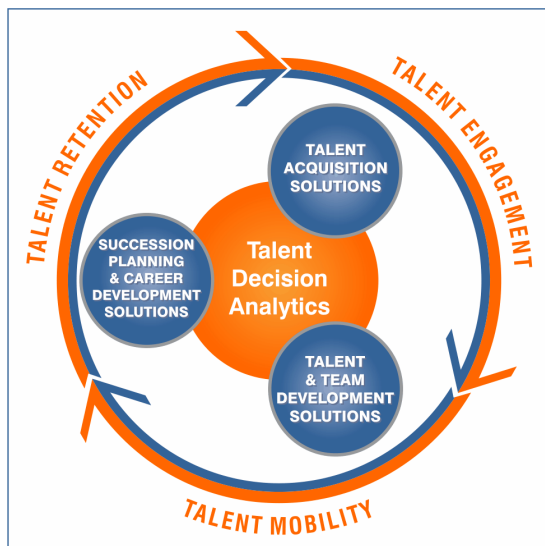 TALENT RETENTION
TALENT ENGAGEMENT
TALENT
ACQUISITION
SOLUTIONS
SUCCESSION
PLANNING
& CAREER
DEVELOPMENT
SOLUTIONS
Talent
Decision
Analytics
TALENT
& TEAM
DEVELOPMENT
SOLUTIONS
TALENT MOBILITY